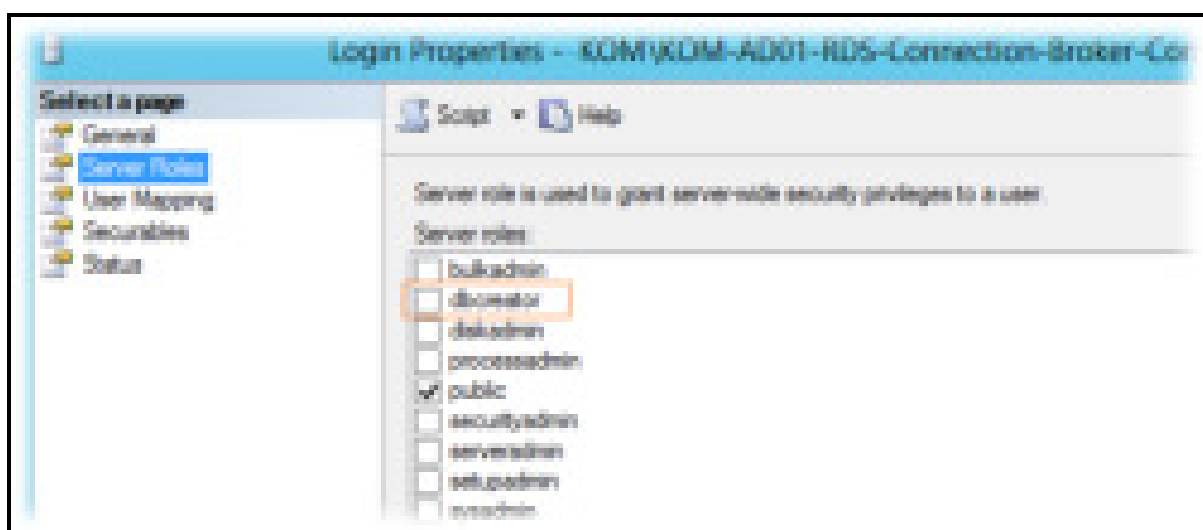 Login Properties - KOM\KOM-AD01-RDS-Connection-Broker-Co
Select a page
General
Server Roles
User Mapping
Securables
Status
Script Help
Server role is used to grant server-wide security privileges to a user.
Server roles:
bulkadmin
dbcreator
diskadmin
processadmin
public
securityadmin
serveradmin
setupadmin
sysadmin